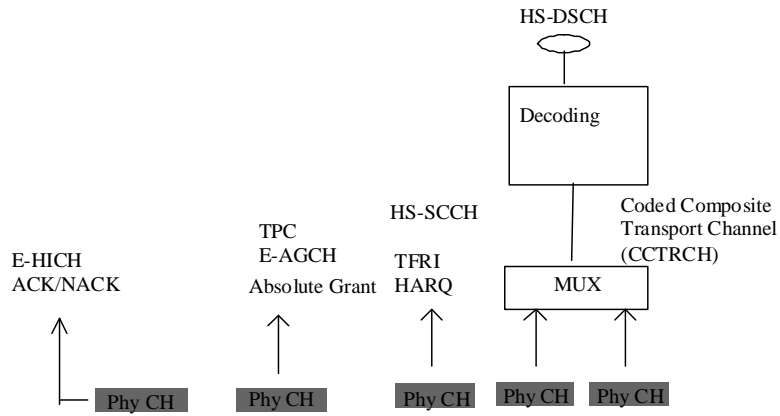 HS-DSCH
Decoding
HS-SCCH
Coded Composite
Transport Channel
(CCTRCH)
TPC
E-AGCH
Absolute Grant
E-HICH
ACK/NACK
TFRI
HARQ
MUX
Phy CH
Phy CH
Phy CH
Phy CH
Phy CH